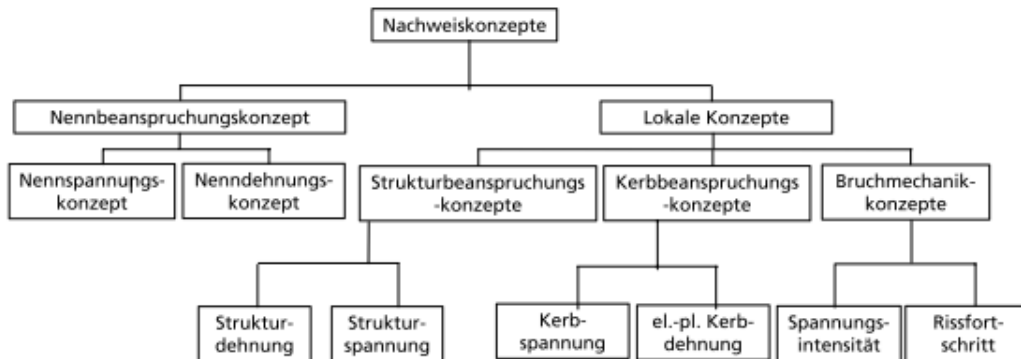 Nachweiskonzepte
Nennbeanspruchungskonzept
Lokale Konzepte
Nennspannungs-
konzept
Nenndehnungs-
konzept
Strukturbeanspruchungs
-konzepte
Kerbbeanspruchungs
-konzepte
Bruchmechanik-
konzepte
Struktur-
dehnung
Struktur-
spannung
Kerb-
spannung
el.-pl. Kerb-
dehnung
Spannungs-
intensität
Rissfort-
schritt